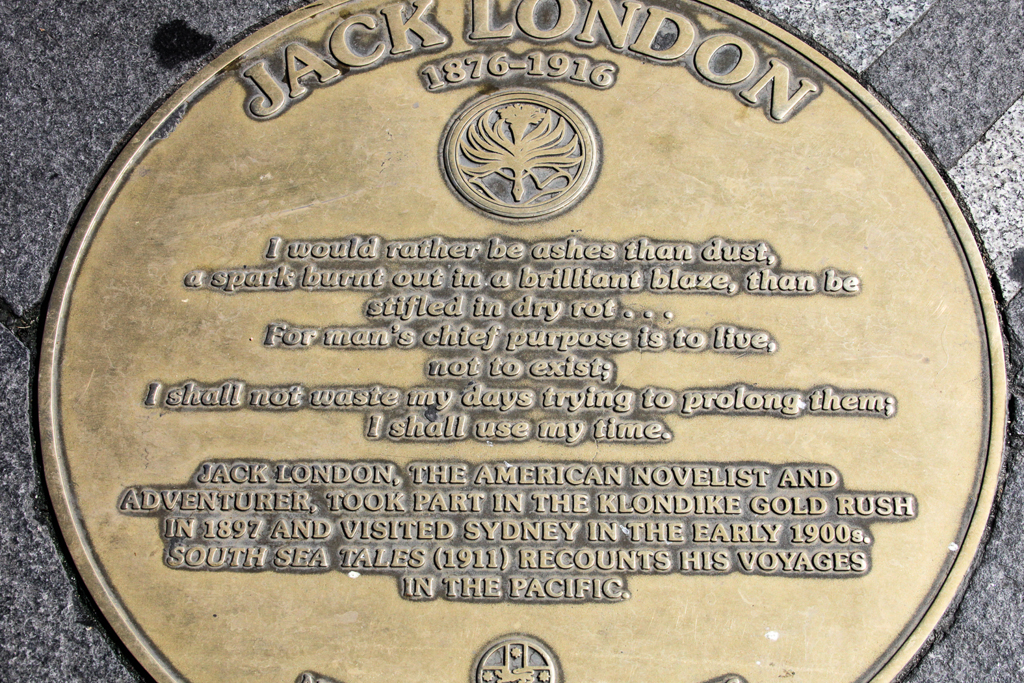 JACK LONDON
1876–1916
I would rather be ashes than dust,
a spark burnt out in a brilliant blaze, than be
stifled in dry rot . . .
For man's chief purpose is to live,
not to exist;
I shall not waste my days trying to prolong them;
I shall use my time.
JACK LONDON, THE AMERICAN NOVELIST AND
ADVENTURER, TOOK PART IN THE KLONDIKE GOLD RUSH
IN 1897 AND VISITED SYDNEY IN THE EARLY 1900s.
SOUTH SEA TALES (1911) RECOUNTS HIS VOYAGES
IN THE PACIFIC.